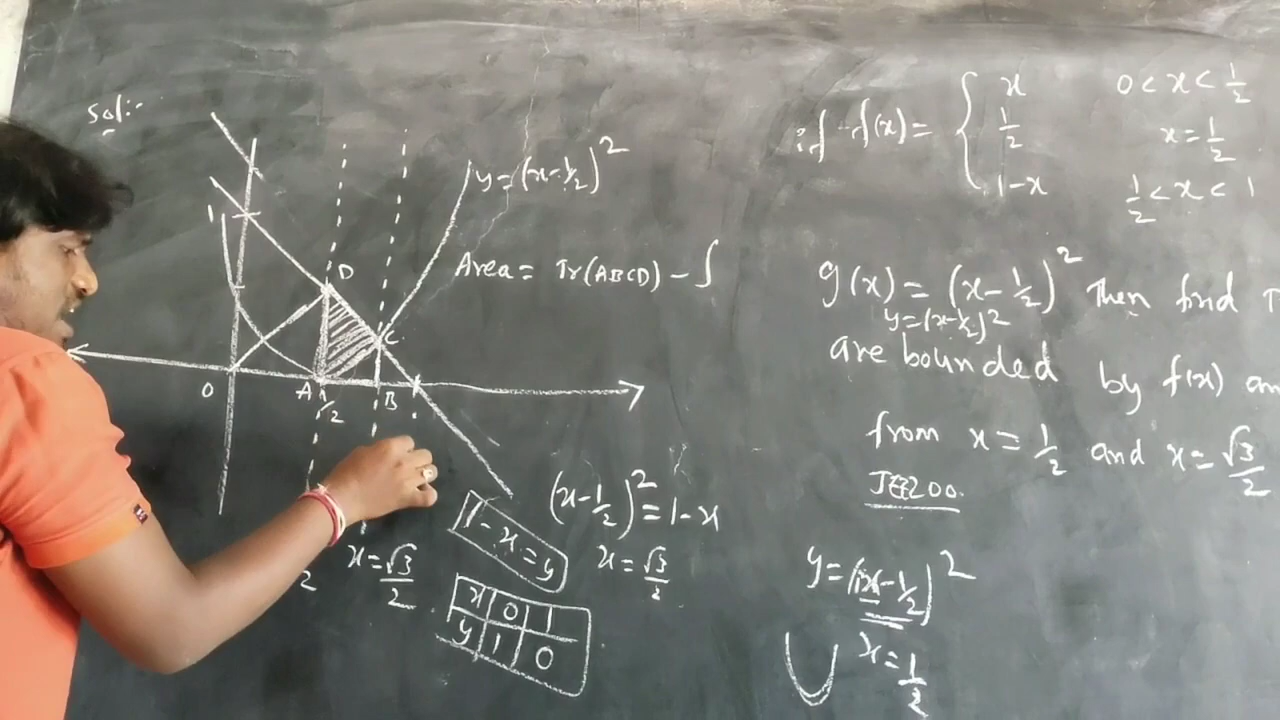 Sol:-
if f(x) = { x 0 < x < 1/2
1/2 x = 1/2
1-x 1/2 < x < 1
g(x) = (x - 1/2)^2 Then find
y = (x - 1/2)^2
are bounded by f(x) an
from x = 1/2 and x = √3/2
JEE200
y = (x - 1/2)^2
x = 1/2
y = (x - 1/2)^2
Area = Tr(ABCD) - ∫
1
D
C
O
A
1/2
B
(x - 1/2)^2 = 1 - x
x = √3/2
1 - x = y
2
x = √3/2
x 0 1
y 1 0